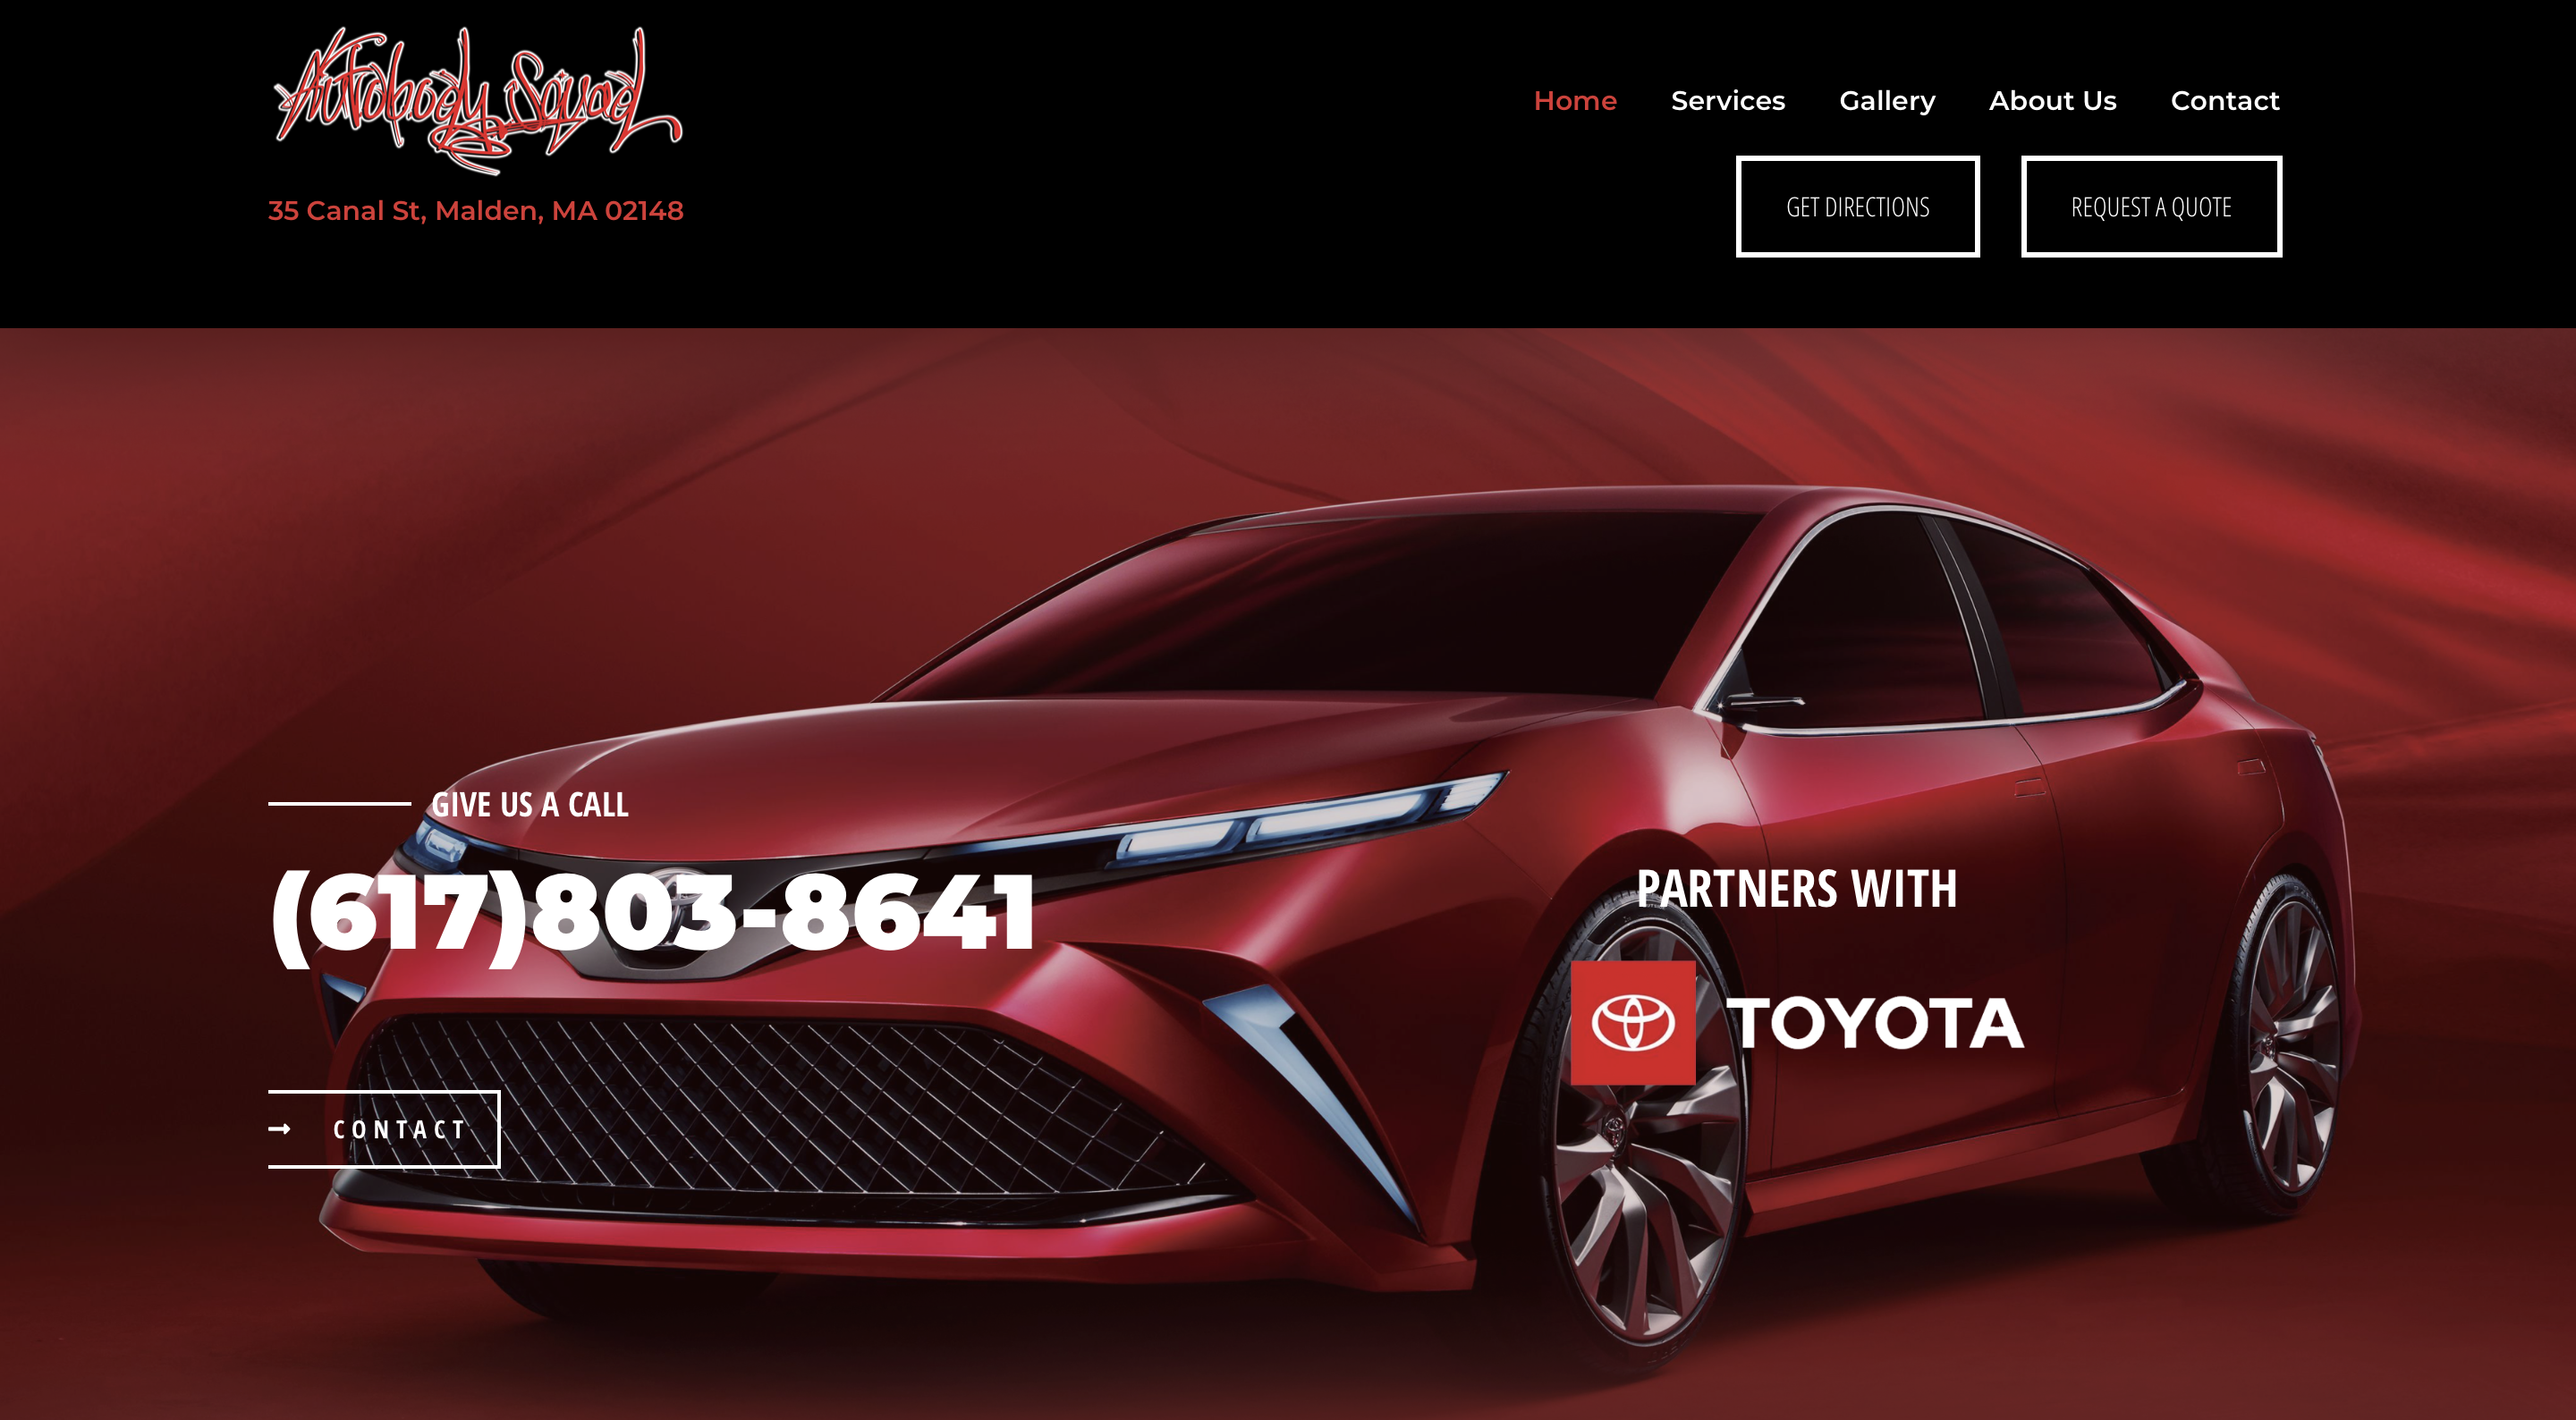 Autobody Squad
35 Canal St, Malden, MA 02148
Home Services Gallery About Us Contact
GET DIRECTIONS REQUEST A QUOTE
GIVE US A CALL
(617)803-8641
CONTACT
PARTNERS WITH
TOYOTA